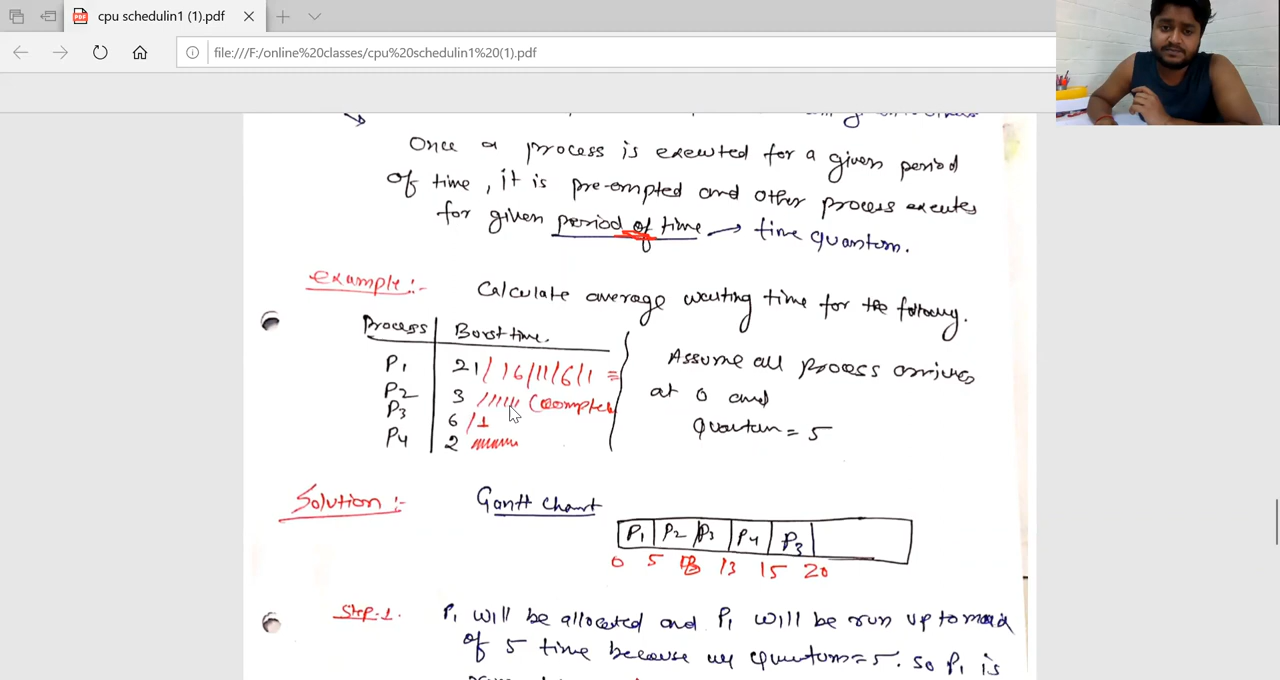 cpu schedulin1 (1).pdf
file:///F:/online%20classes/cpu%20schedulin1%20(1).pdf
Once a process is executed for a given period
of time, it is pre-empted and other process executes
for given period of time → time quantum.
example:- Calculate average waiting time for the following.
Process Burst time.
P1 21/16/11/6/1 =
P2 3 (complete
P3 6/1
P4 2
Assume all process arrives
at 0 and
Quantum = 5
Solution:- Gantt Chart
P1 P2 P3 P4 P3
0 5 8 13 15 20
Step-1. P1 will be allocated and P1 will be run up to
of 5 time because quantum=5. so P1 is